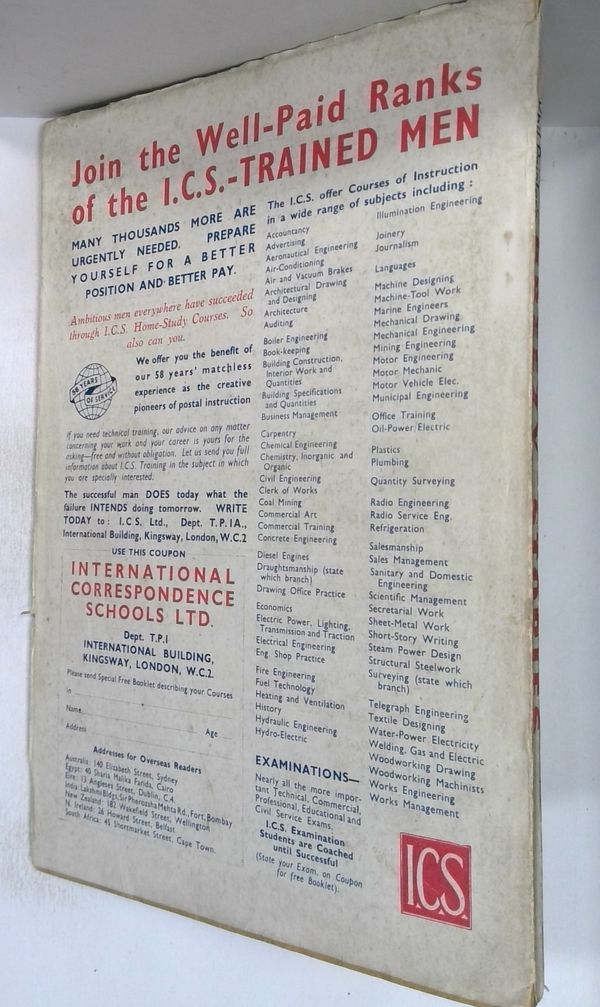 Join the Well-Paid Ranks
of the I.C.S.-TRAINED MEN
MANY THOUSANDS MORE ARE
URGENTLY NEEDED. PREPARE
YOURSELF FOR A BETTER
POSITION AND BETTER PAY.
Ambitious men everywhere have succeeded
through I.C.S. Home-Study Courses. So
also can you.
58 YEARS
OF SERVICE
We offer you the benefit of
our 58 years' matchless
experience as the creative
pioneers of postal instruction
If you need technical training, our advice on any matter
concerning your work and your career is yours for the
asking—free and without obligation. Let us send you full
information about I.C.S. Training in the subject in which
you are specially interested.
The successful man DOES today what the
failure INTENDS doing tomorrow. WRITE
TODAY to: I.C.S. Ltd., Dept. T.P.IA.,
International Building, Kingsway, London, W.C.2
USE THIS COUPON
INTERNATIONAL
CORRESPONDENCE
SCHOOLS LTD.
Dept. T.P.I
INTERNATIONAL BUILDING,
KINGSWAY, LONDON, W.C.2.
Please send Special Free Booklet describing your Courses
in
Name
Age
Address
Addresses for Overseas Readers
Australia: 140 Elizabeth Street, Sydney
Egypt: 40 Sharia Malika Farida, Cairo
Eire: 13 Anglesea Street, Dublin, C.4.
India: Lakshmi Bldgs, Sir Pherozsha Mehta Rd., Fort, Bombay
New Zealand: 182 Wakefield Street, Wellington
N. Ireland: 26 Howard Street, Belfast
South Africa: 45 Shortmarket Street, Cape Town.
The I.C.S. offer Courses of Instruction
in a wide range of subjects including:
Accountancy
Advertising
Aeronautical Engineering
Air-Conditioning
Air and Vacuum Brakes
Architectural Drawing
and Designing
Architecture
Auditing
Boiler Engineering
Book-keeping
Building Construction,
Interior Work and
Quantities
Building Specifications
and Quantities
Business Management
Carpentry
Chemical Engineering
Chemistry, Inorganic and
Organic
Civil Engineering
Clerk of Works
Coal Mining
Commercial Art
Commercial Training
Concrete Engineering
Diesel Engines
Draughtsmanship (state
which branch)
Drawing Office Practice
Economics
Electric Power, Lighting,
Transmission and Traction
Electrical Engineering
Eng. Shop Practice
Fire Engineering
Fuel Technology
Heating and Ventilation
History
Hydraulic Engineering
Hydro-Electric
EXAMINATIONS—
Nearly all the more impor-
tant Technical, Commercial,
Professional, Educational and
Civil Service Exams.
I.C.S. Examination
Students are Coached
until Successful
(State your Exam. on Coupon
for free Booklet).
Illumination Engineering
Joinery
Journalism
Languages
Machine Designing
Machine-Tool Work
Marine Engineers
Mechanical Drawing
Mechanical Engineering
Mining Engineering
Motor Engineering
Motor Mechanic
Motor Vehicle Elec.
Municipal Engineering
Office Training
Oil-Power Electric
Plastics
Plumbing
Quantity Surveying
Radio Engineering
Radio Service Eng.
Refrigeration
Salesmanship
Sales Management
Sanitary and Domestic
Engineering
Scientific Management
Secretarial Work
Sheet-Metal Work
Short-Story Writing
Steam Power Design
Structural Steelwork
Surveying (state which
branch)
Telegraph Engineering
Textile Designing
Water-Power Electricity
Welding, Gas and Electric
Woodworking Drawing
Woodworking Machinists
Works Engineering
Works Management
I.C.S.